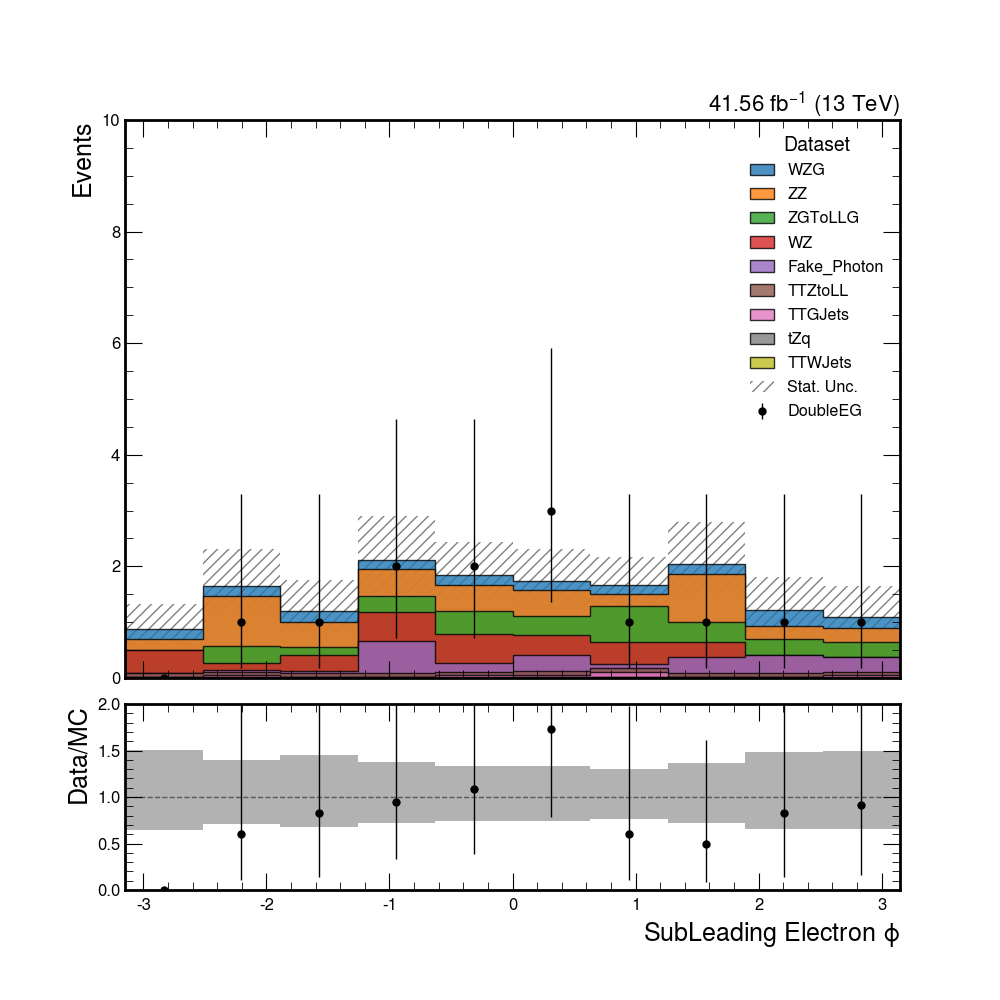 41.56 fb⁻¹ (13 TeV)
Events
10
8
6
4
2
0
Dataset
WZG
ZZ
ZGToLLG
WZ
Fake_Photon
TTZtoLL
TTGJets
tZq
TTWJets
Stat. Unc.
DoubleEG
Data/MC
2.0
1.5
1.0
0.5
0.0
-3 -2 -1 0 1 2 3
SubLeading Electron ϕ